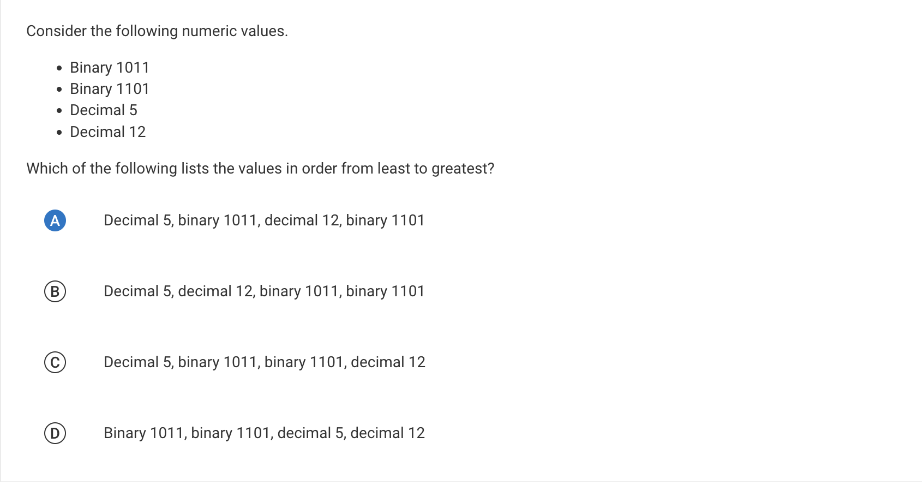 Consider the following numeric values.
• Binary 1011
• Binary 1101
• Decimal 5
• Decimal 12
Which of the following lists the values in order from least to greatest?
A Decimal 5, binary 1011, decimal 12, binary 1101
B Decimal 5, decimal 12, binary 1011, binary 1101
C Decimal 5, binary 1011, binary 1101, decimal 12
D Binary 1011, binary 1101, decimal 5, decimal 12